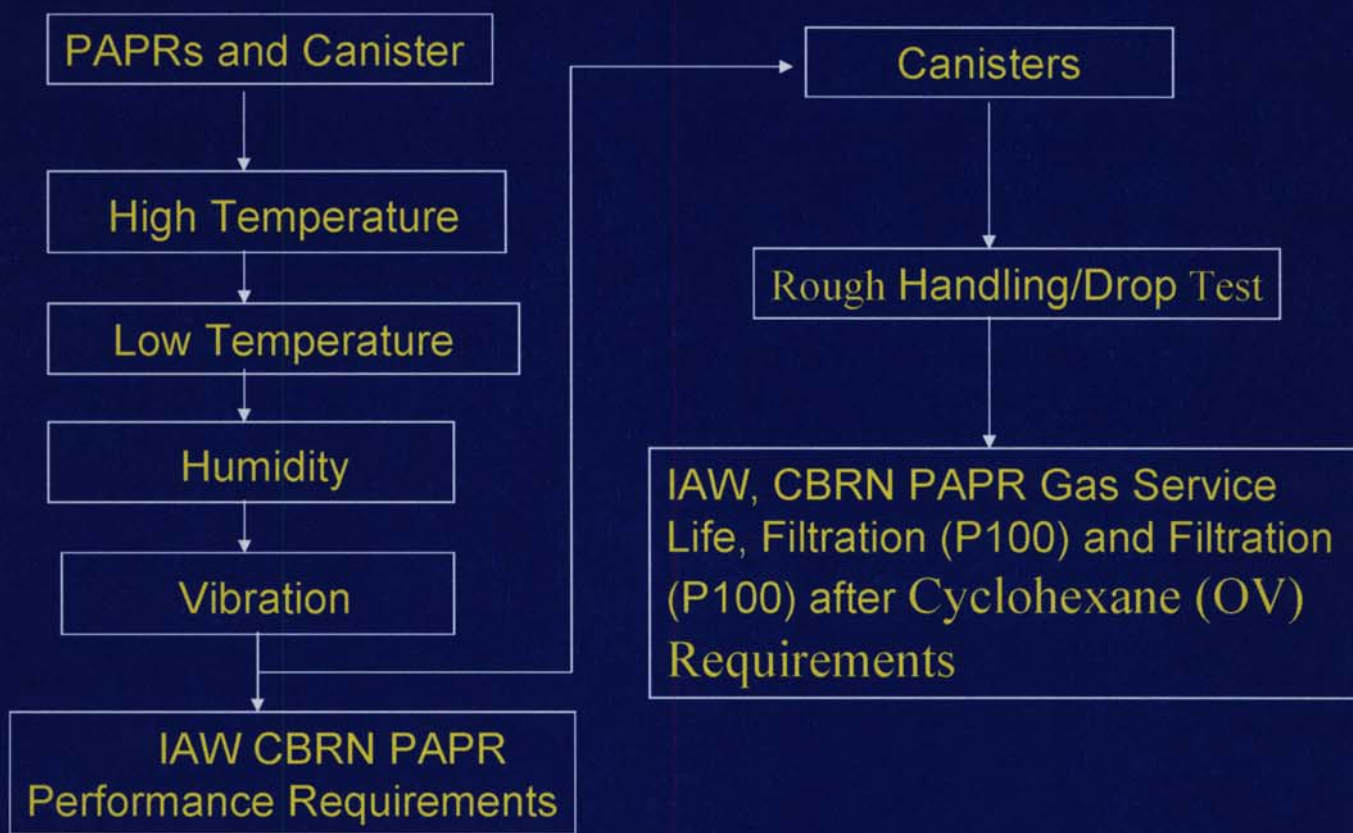 PAPRs and Canister
High Temperature
Low Temperature
Humidity
Vibration
IAW CBRN PAPR
Performance Requirements
Canisters
Rough Handling/Drop Test
IAW, CBRN PAPR Gas Service
Life, Filtration (P100) and Filtration
(P100) after Cyclohexane (OV)
Requirements